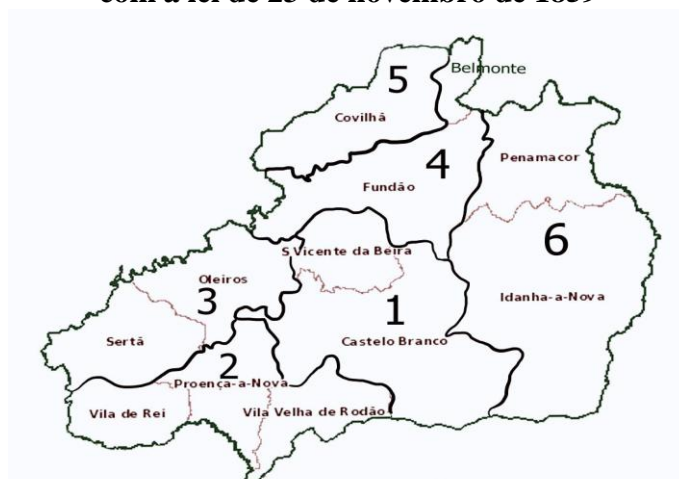 com a lei de 23 de novembro de 1859
5
Belmonte
Covilhã
4
Penamacor
Fundão
6
S Vicente da Beira
Oleiros
Idanha-a-Nova
3
1
Sertã
Castelo Branco
2
Proença-a-Nova
Vila de Rei
Vila Velha de Rodão